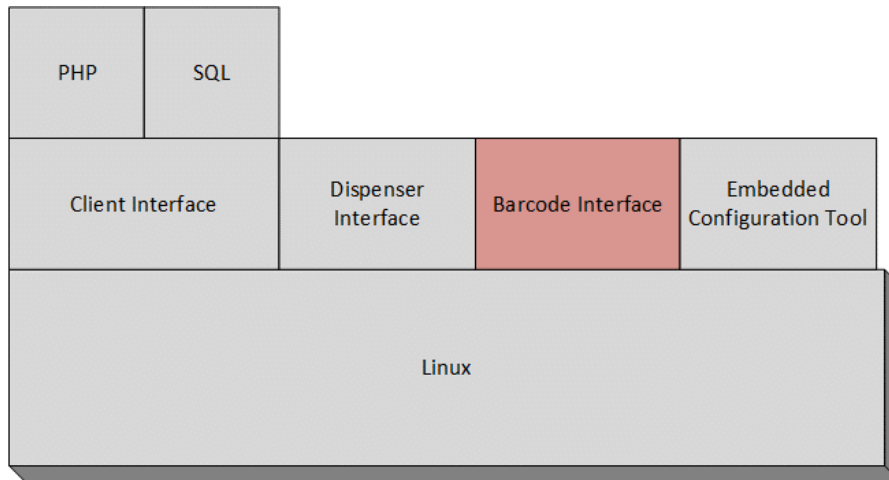 PHP
SQL
Client Interface
Dispenser
Interface
Barcode Interface
Embedded
Configuration Tool
Linux